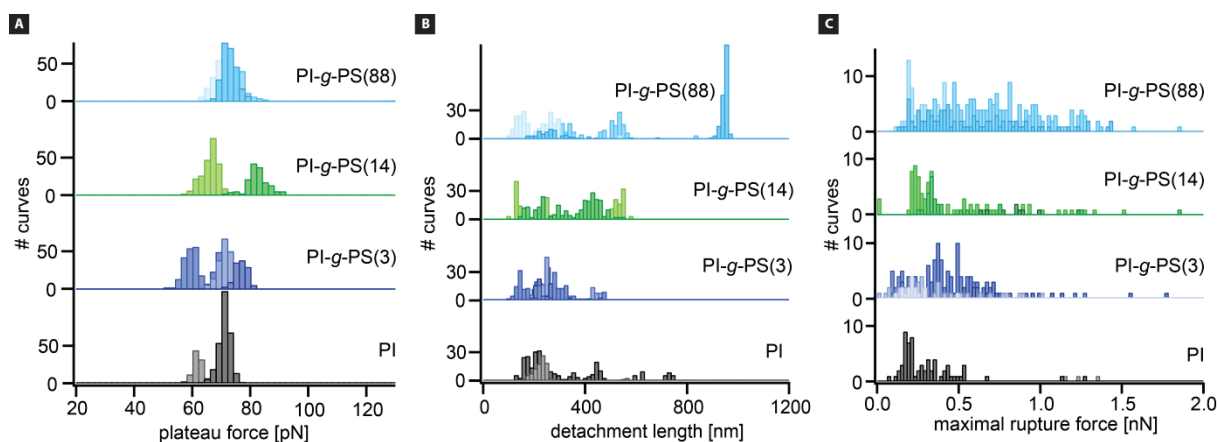 A
# curves
50
0
PI-g-PS(88)
50
0
PI-g-PS(14)
50
0
PI-g-PS(3)
50
0
PI
20
40
60
80
100
120
plateau force [pN]
B
# curves
30
0
PI-g-PS(88)
30
0
PI-g-PS(14)
30
0
PI-g-PS(3)
30
0
PI
0
400
800
1200
detachment length [nm]
C
# curves
10
0
PI-g-PS(88)
10
0
PI-g-PS(14)
10
0
PI-g-PS(3)
10
0
PI
0.0
0.5
1.0
1.5
2.0
maximal rupture force [nN]